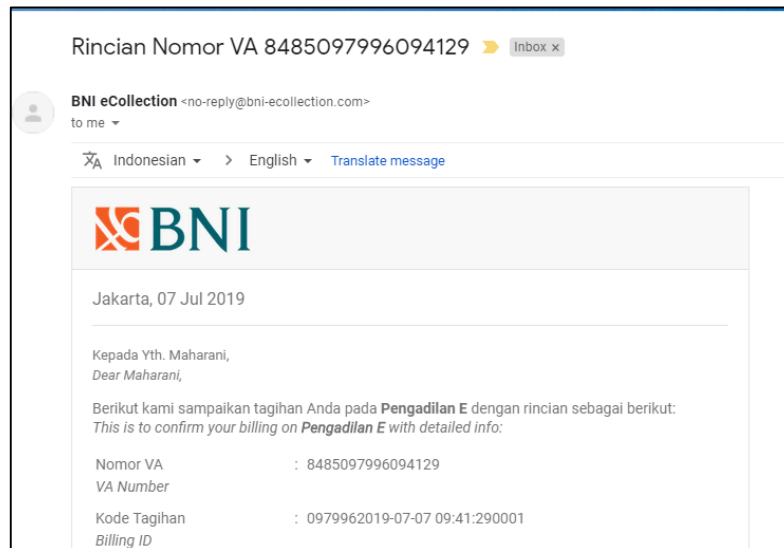 Rincian Nomor VA 8485097996094129 Inbox x
BNI eCollection <no-reply@bni-ecollection.com>
to me
Indonesian > English Translate message
BNI
Jakarta, 07 Jul 2019
Kepada Yth. Maharani,
Dear Maharani,
Berikut kami sampaikan tagihan Anda pada Pengadilan E dengan rincian sebagai berikut:
This is to confirm your billing on Pengadilan E with detailed info:
Nomor VA : 8485097996094129
VA Number
Kode Tagihan : 0979962019-07-07 09:41:290001
Billing ID